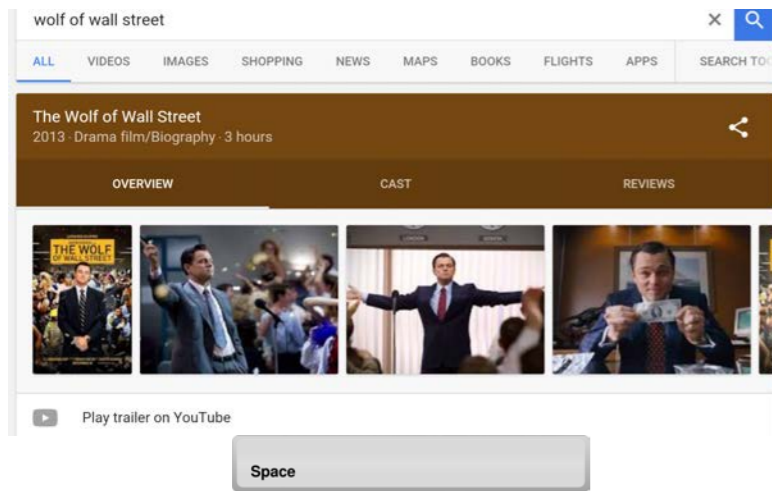 wolf of wall street
ALL VIDEOS IMAGES SHOPPING NEWS MAPS BOOKS FLIGHTS APPS SEARCH
The Wolf of Wall Street
2013 · Drama film/Biography · 3 hours
OVERVIEW CAST REVIEWS
THE WOLF
OF WALL STREET
Play trailer on YouTube
Space